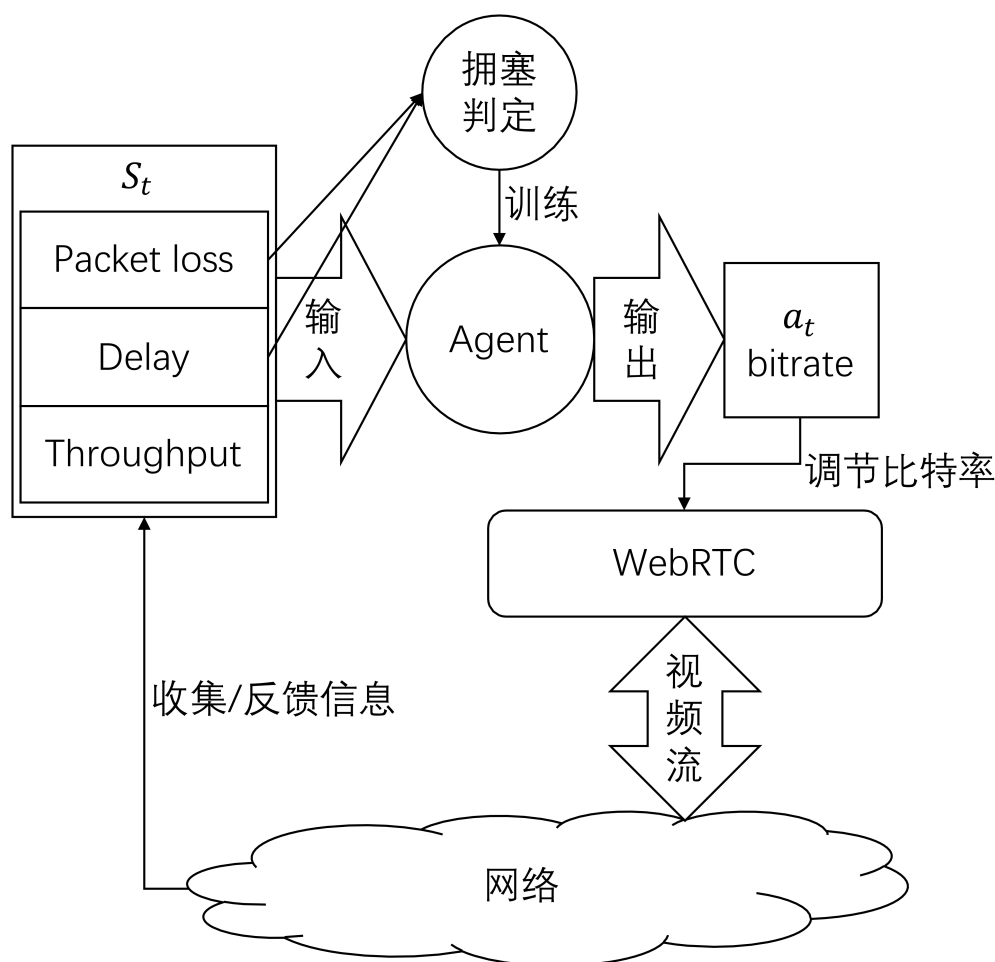 拥塞
判定
S_t
训练
Packet loss
Delay
Throughput
输
入
Agent
输
出
a_t
bitrate
调节比特率
WebRTC
收集/反馈信息
视
频
流
网络